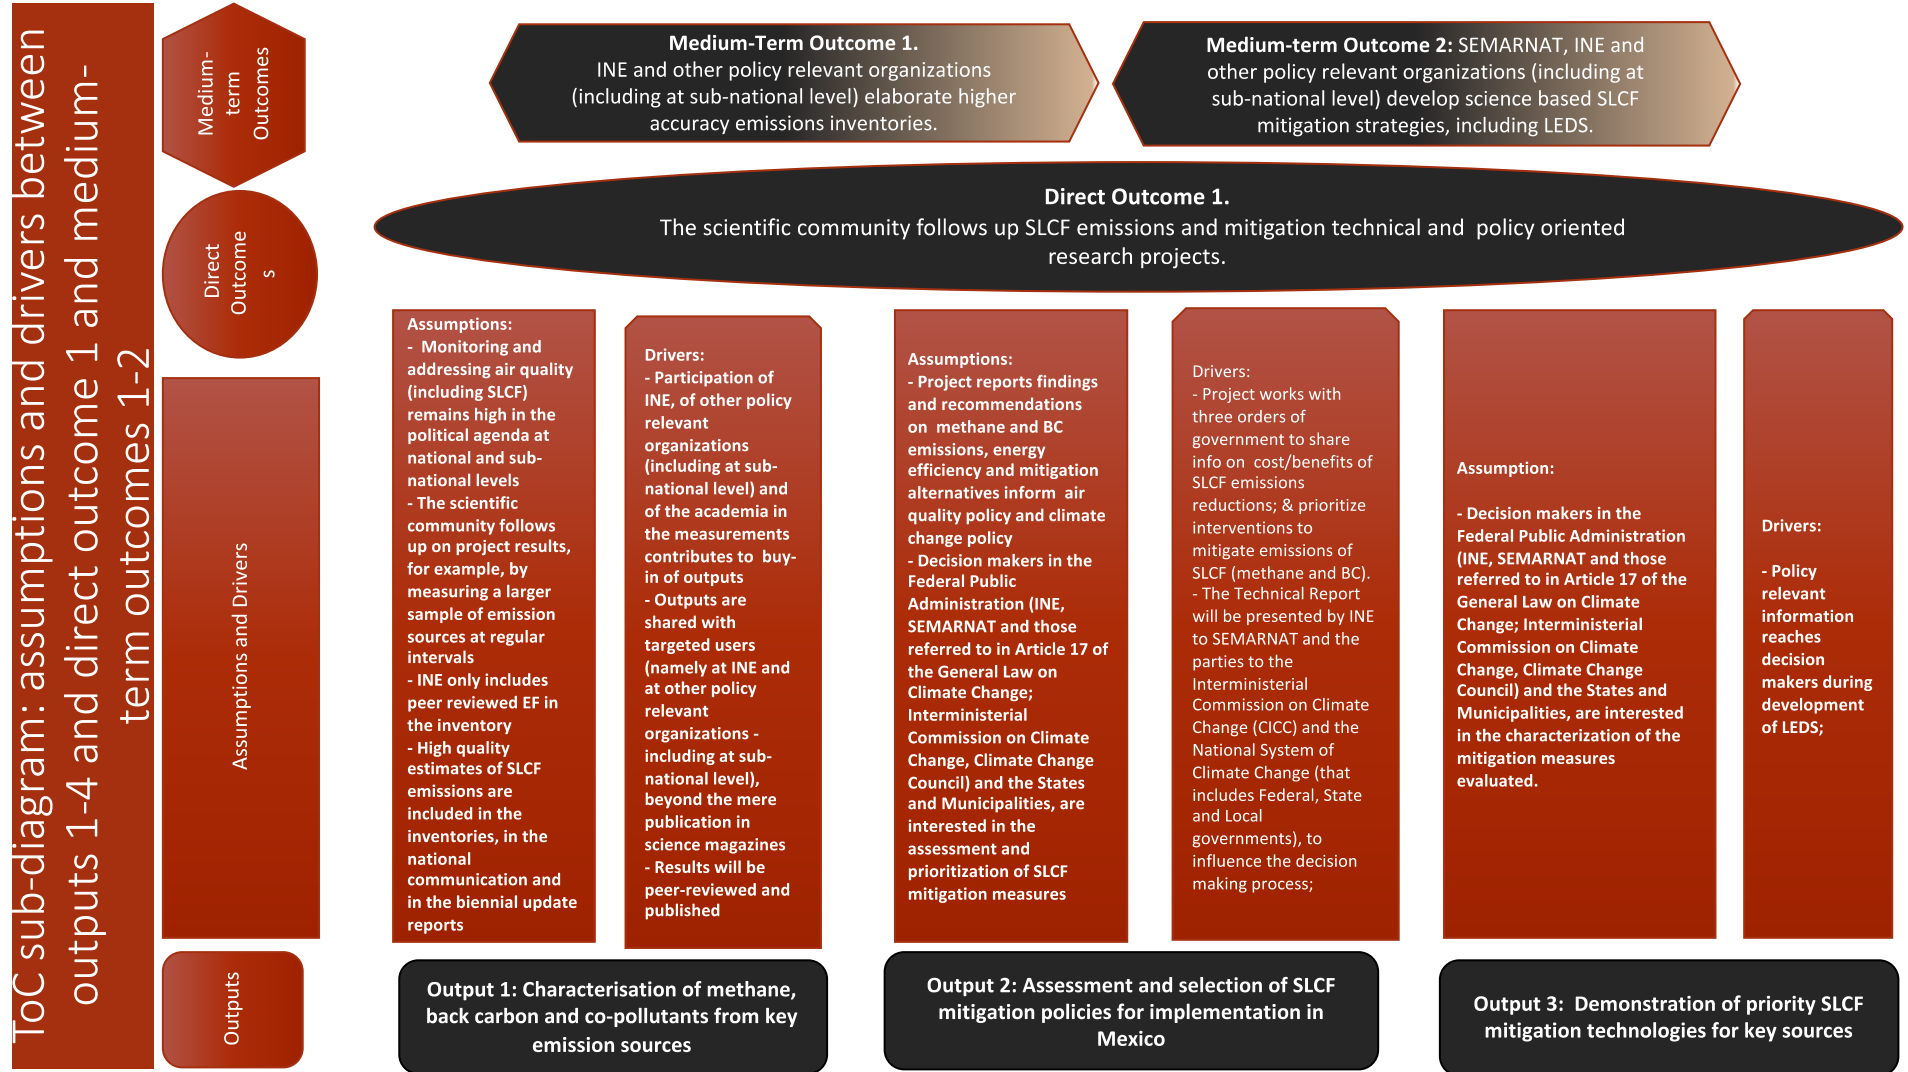 ToC sub-diagram: assumptions and drivers between
outputs 1-4 and direct outcome 1 and medium-
term outcomes 1-2
Medium-
term
Outcomes
Direct
Outcome
s
Assumptions and Drivers
Outputs
Medium-Term Outcome 1.
INE and other policy relevant organizations
(including at sub-national level) elaborate higher
accuracy emissions inventories.
Medium-term Outcome 2: SEMARNAT, INE and
other policy relevant organizations (including at
sub-national level) develop science based SLCF
mitigation strategies, including LEDS.
Direct Outcome 1.
The scientific community follows up SLCF emissions and mitigation technical and  policy oriented
research projects.
Assumptions:
-  Monitoring and
addressing air quality
(including SLCF)
remains high in the
political agenda at
national and sub-
national levels
- The scientific
community follows
up on project results,
for example, by
measuring a larger
sample of emission
sources at regular
intervals
- INE only includes
peer reviewed EF in
the inventory
- High quality
estimates of SLCF
emissions are
included in the
inventories, in the
national
communication and
in the biennial update
reports
Drivers:
- Participation of
INE, of other policy
relevant
organizations
(including at sub-
national level) and
of the academia in
the measurements
contributes to  buy-
in of outputs
- Outputs are
shared with
targeted users
(namely at INE and
at other policy
relevant
organizations -
including at sub-
national level),
beyond the mere
publication in
science magazines
- Results will be
peer-reviewed and
published
Assumptions:
- Project reports findings
and recommendations
on  methane and BC
emissions, energy
efficiency and mitigation
alternatives inform  air
quality policy and climate
change policy
- Decision makers in the
Federal Public
Administration (INE,
SEMARNAT and those
referred to in Article 17 of
the General Law on
Climate Change;
Interministerial
Commission on Climate
Change, Climate Change
Council) and the States
and Municipalities, are
interested in the
assessment and
prioritization of SLCF
mitigation measures
Drivers:
- Project works with
three orders of
government to share
info on  cost/benefits of
SLCF emissions
reductions; & prioritize
interventions to
mitigate emissions of
SLCF (methane and BC).
- The Technical Report
will be presented by INE
to SEMARNAT and the
parties to the
Interministerial
Commission on Climate
Change (CICC) and the
National System of
Climate Change (that
includes Federal, State
and Local
governments), to
influence the decision
making process;
Assumption:
- Decision makers in the
Federal Public Administration
(INE, SEMARNAT and those
referred to in Article 17 of the
General Law on Climate
Change; Interministerial
Commission on Climate
Change, Climate Change
Council) and the States and
Municipalities, are interested
in the characterization of the
mitigation measures
evaluated.
Drivers:
- Policy
relevant
information
reaches
decision
makers during
development
of LEDS;
Output 1: Characterisation of methane,
back carbon and co-pollutants from key
emission sources
Output 2: Assessment and selection of SLCF
mitigation policies for implementation in
Mexico
Output 3:  Demonstration of priority SLCF
mitigation technologies for key sources